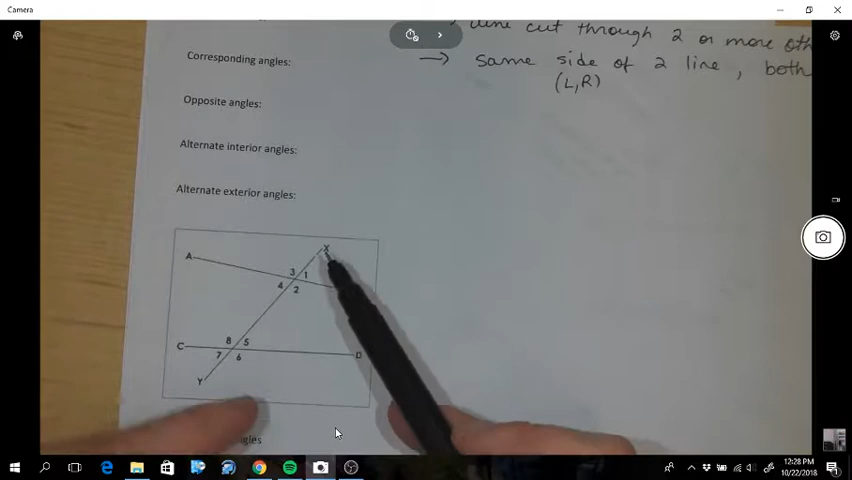 Camera
line cut through 2 or more oth
Corresponding angles:
→ same side of 2 line, both
(L,R)
Opposite angles:
Alternate interior angles:
Alternate exterior angles:
X
A
3 1
4 2
8 5
C
D
7 6
Y
gles
12:28 PM
10/22/2018